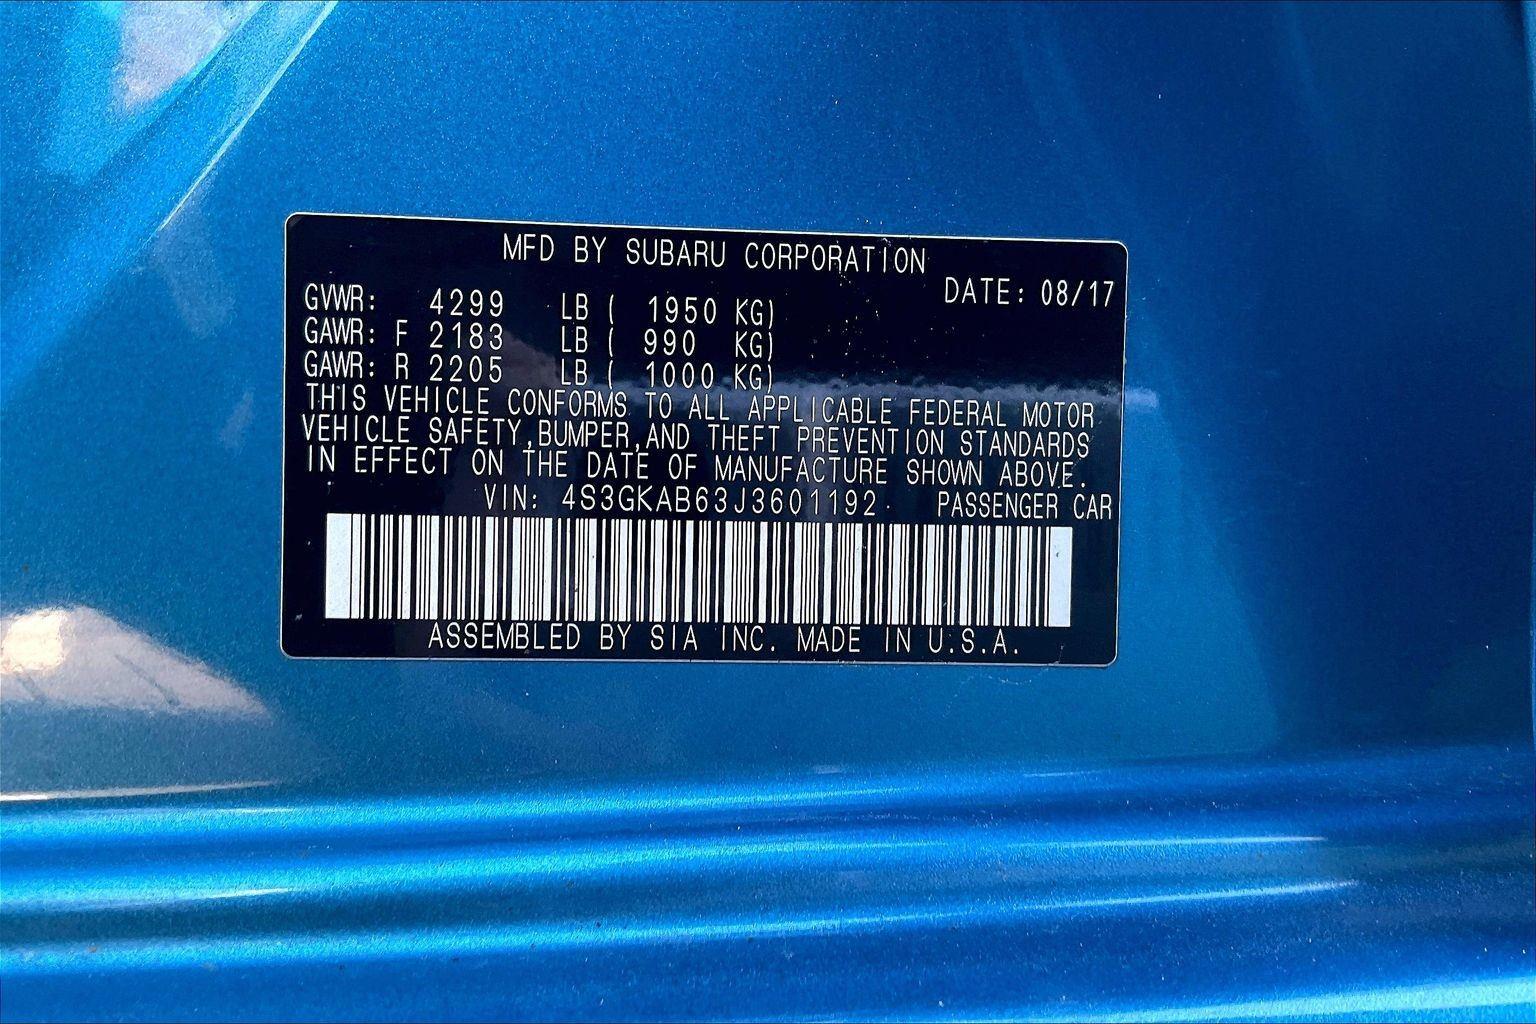 MFD BY SUBARU CORPORATION
DATE: 08/17
GVWR: 4299 LB ( 1950 KG)
GAWR: F 2183 LB ( 990 KG)
GAWR: R 2205 LB ( 1000 KG)
THIS VEHICLE CONFORMS TO ALL APPLICABLE FEDERAL MOTOR
VEHICLE SAFETY,BUMPER,AND THEFT PREVENTION STANDARDS
IN EFFECT ON THE DATE OF MANUFACTURE SHOWN ABOVE.
VIN: 4S3GKAB63J3601192 PASSENGER CAR
ASSEMBLED BY SIA INC. MADE IN U.S.A.